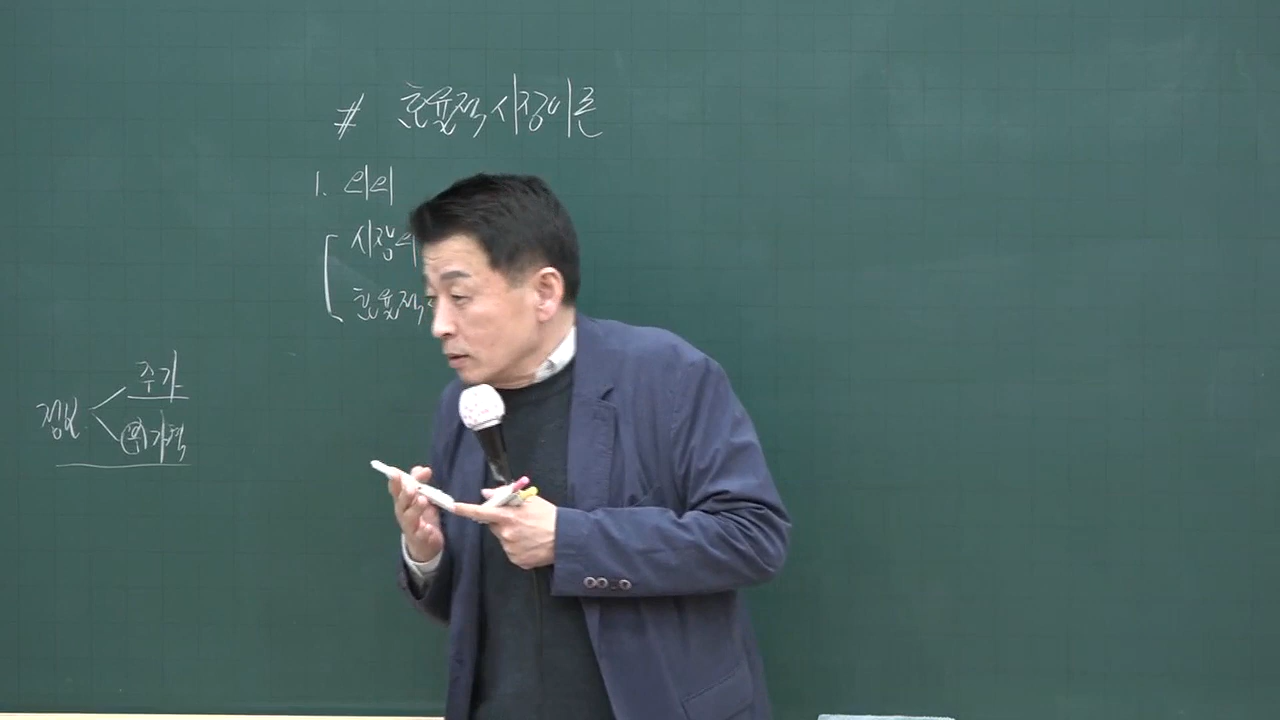 # 효율적 시장이론
1. 의의
시장의
효율적
정보
주가
위가격